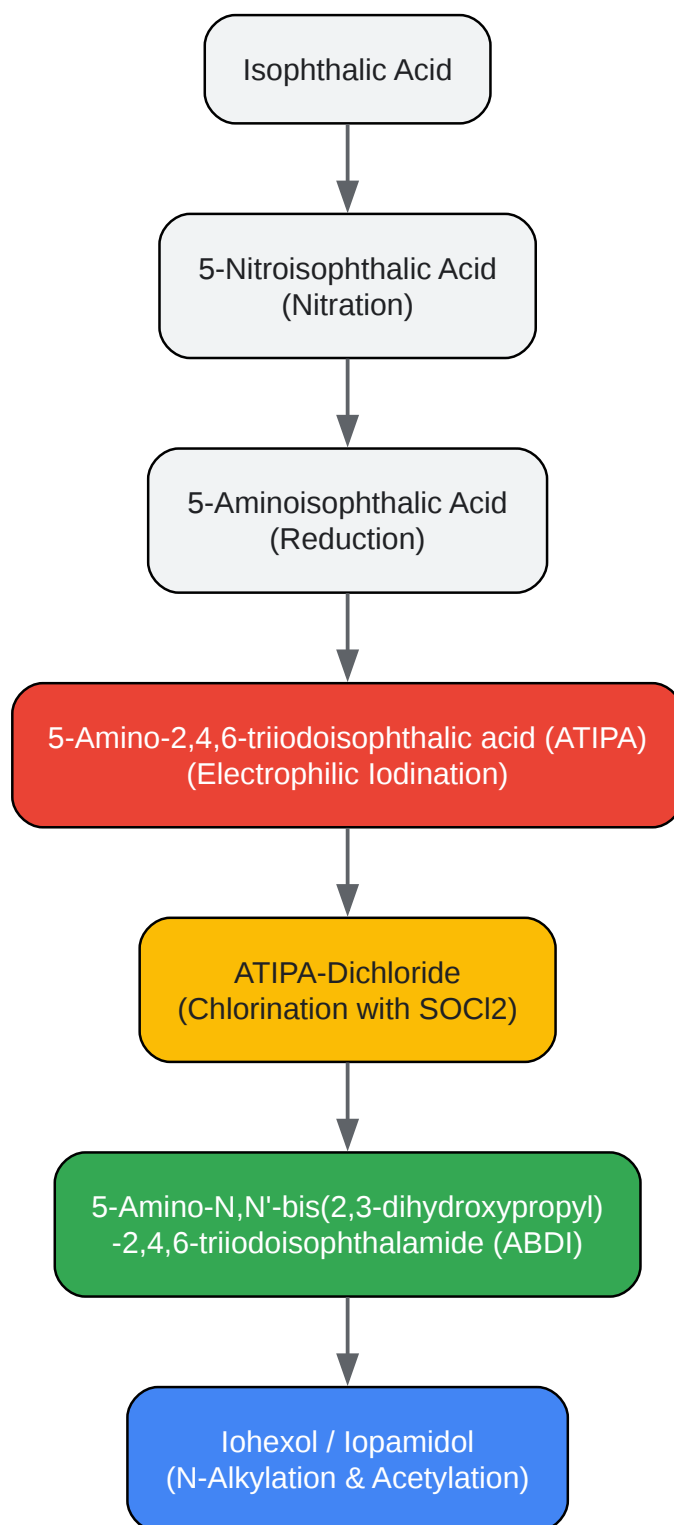 Isophthalic Acid
5-Nitroisophthalic Acid
(Nitration)
5-Aminoisophthalic Acid
(Reduction)
5-Amino-2,4,6-triiodoisophthalic acid (ATIPA)
(Electrophilic Iodination)
ATIPA-Dichloride
(Chlorination with SOCl2)
5-Amino-N,N'-bis(2,3-dihydroxypropyl)
-2,4,6-triiodoisophthalamide (ABDI)
Iohexol / Iopamidol
(N-Alkylation & Acetylation)